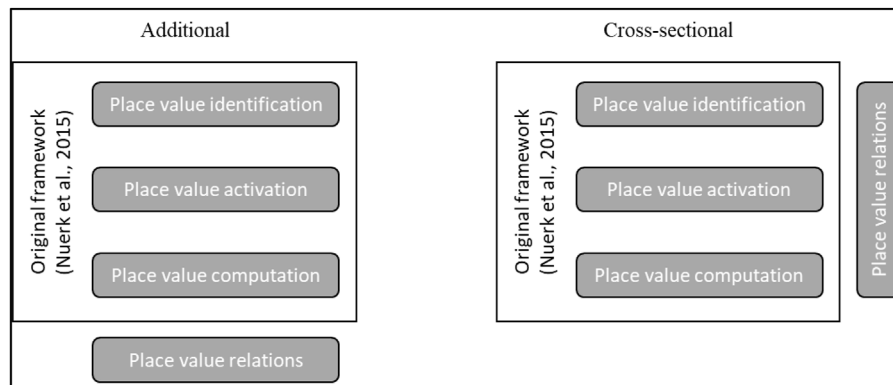 Additional
Original framework
(Nuerk et al., 2015)
Place value identification
Place value activation
Place value computation
Place value relations
Cross-sectional
Original framework
(Nuerk et al., 2015)
Place value identification
Place value activation
Place value computation
Place value relations